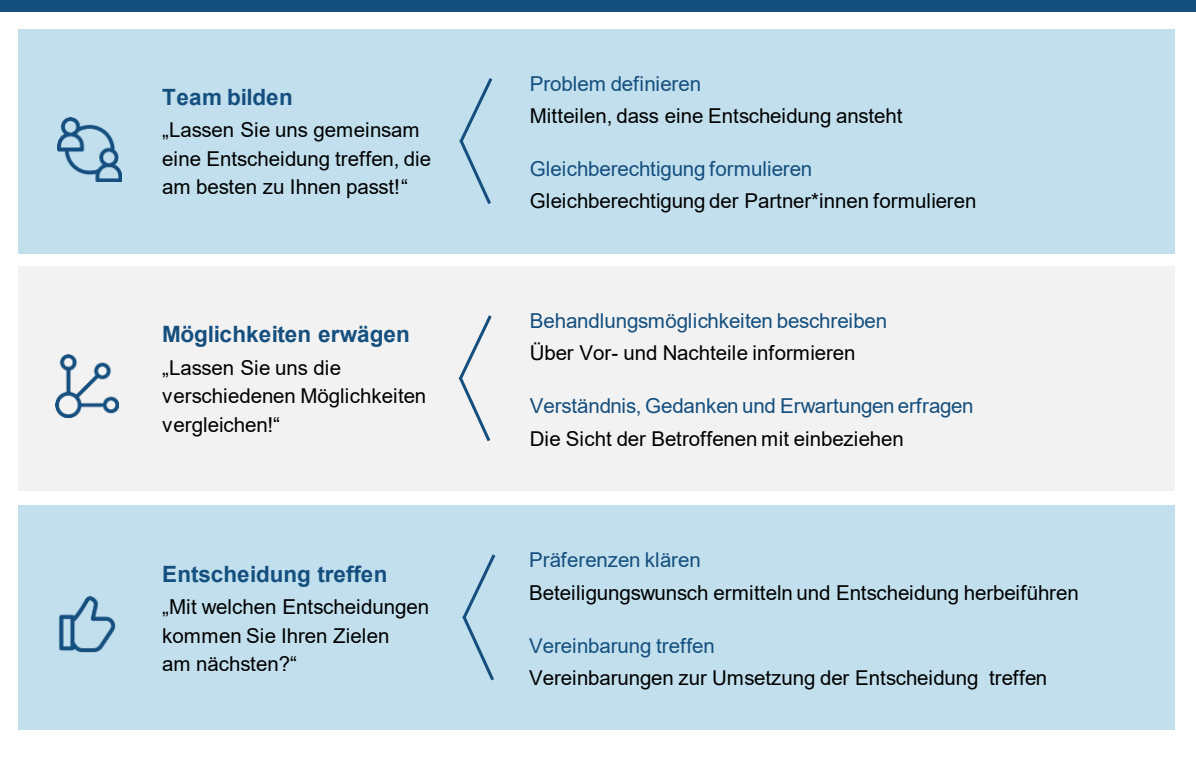 Team bilden
„Lassen Sie uns gemeinsam
eine Entscheidung treffen, die
am besten zu Ihnen passt!“
Problem definieren
Mitteilen, dass eine Entscheidung ansteht
Gleichberechtigung formulieren
Gleichberechtigung der Partner*innen formulieren
Möglichkeiten erwägen
„Lassen Sie uns die
verschiedenen Möglichkeiten
vergleichen!“
Behandlungsmöglichkeiten beschreiben
Über Vor- und Nachteile informieren
Verständnis, Gedanken und Erwartungen erfragen
Die Sicht der Betroffenen mit einbeziehen
Entscheidung treffen
„Mit welchen Entscheidungen
kommen Sie Ihren Zielen
am nächsten?“
Präferenzen klären
Beteiligungswunsch ermitteln und Entscheidung herbeiführen
Vereinbarung treffen
Vereinbarungen zur Umsetzung der Entscheidung treffen